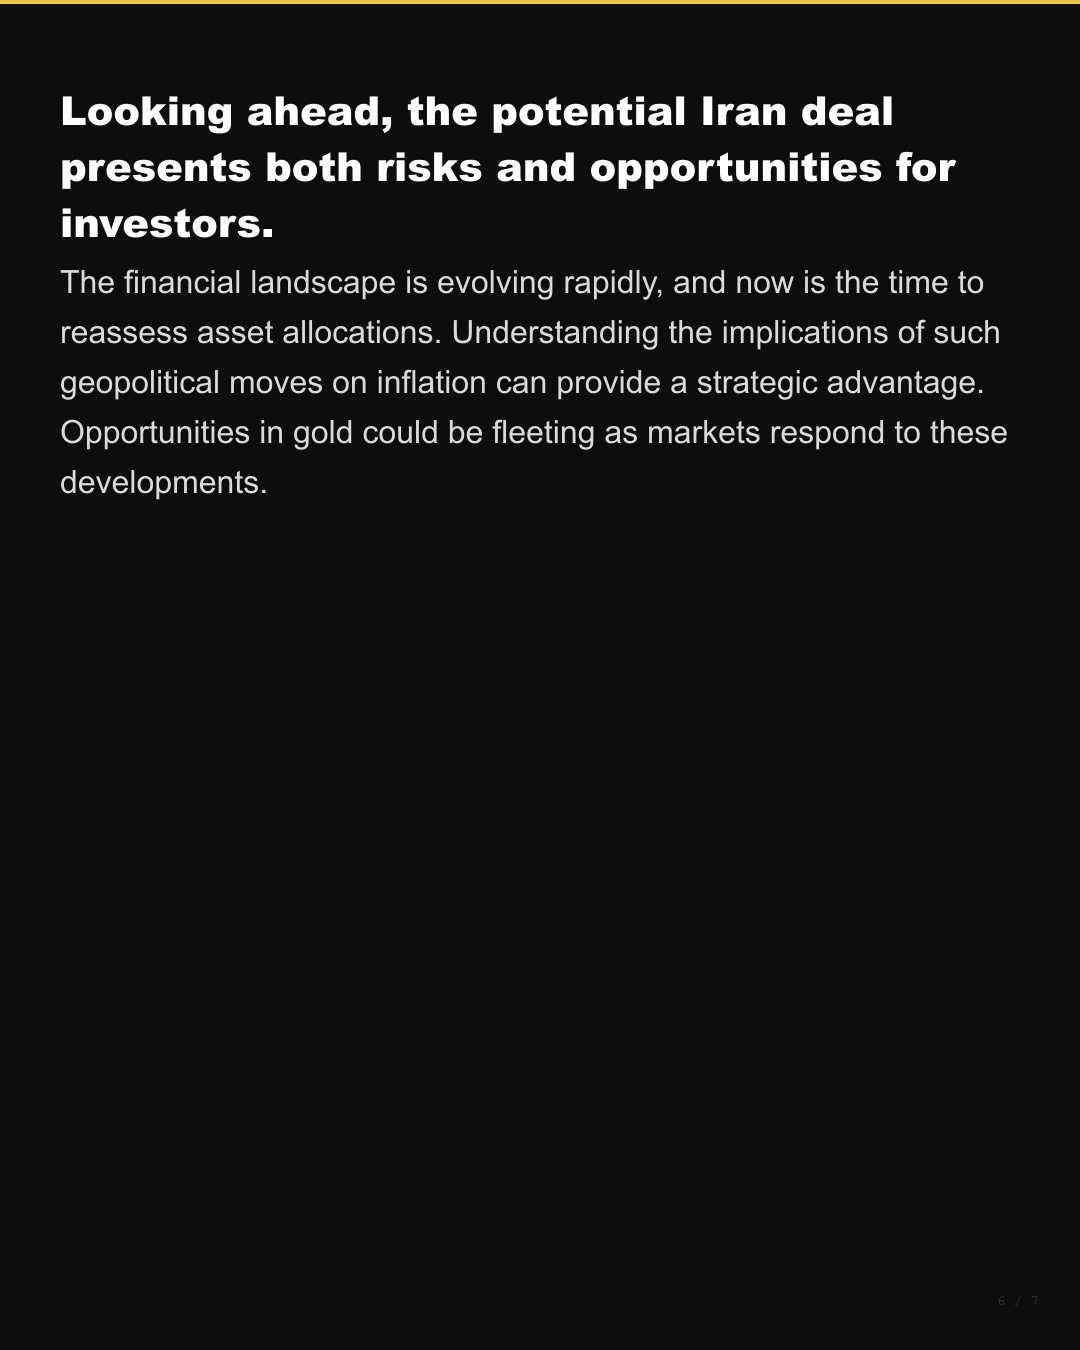 Looking ahead, the potential Iran deal
presents both risks and opportunities for
investors.
The financial landscape is evolving rapidly, and now is the time to
reassess asset allocations. Understanding the implications of such
geopolitical moves on inflation can provide a strategic advantage.
Opportunities in gold could be fleeting as markets respond to these
developments.
6 / 7